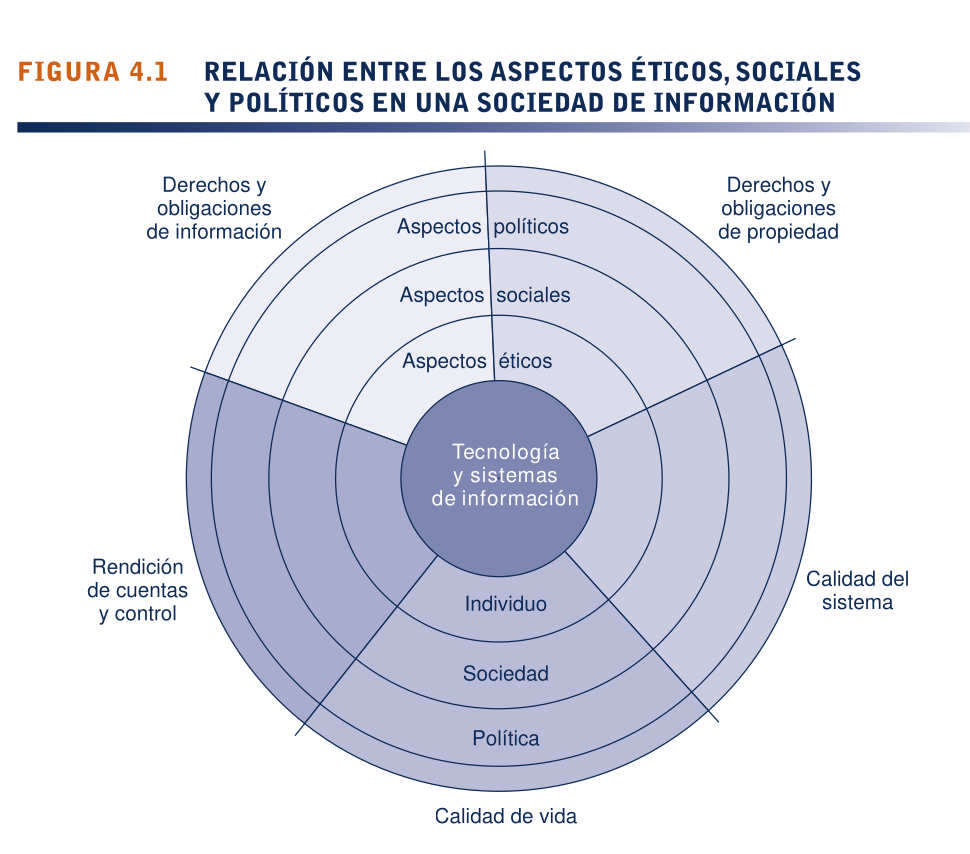 FIGURA 4.1
RELACIÓN ENTRE LOS ASPECTOS ÉTICOS, SOCIALES
Y POLÍTICOS EN UNA SOCIEDAD DE INFORMACIÓN
Derechos y
obligaciones
de información
Derechos y
obligaciones
de propiedad
Aspectos políticos
Aspectos sociales
Aspectos éticos
Tecnología
y sistemas
de información
Rendición
de cuentas
y control
Calidad del
sistema
Individuo
Sociedad
Política
Calidad de vida